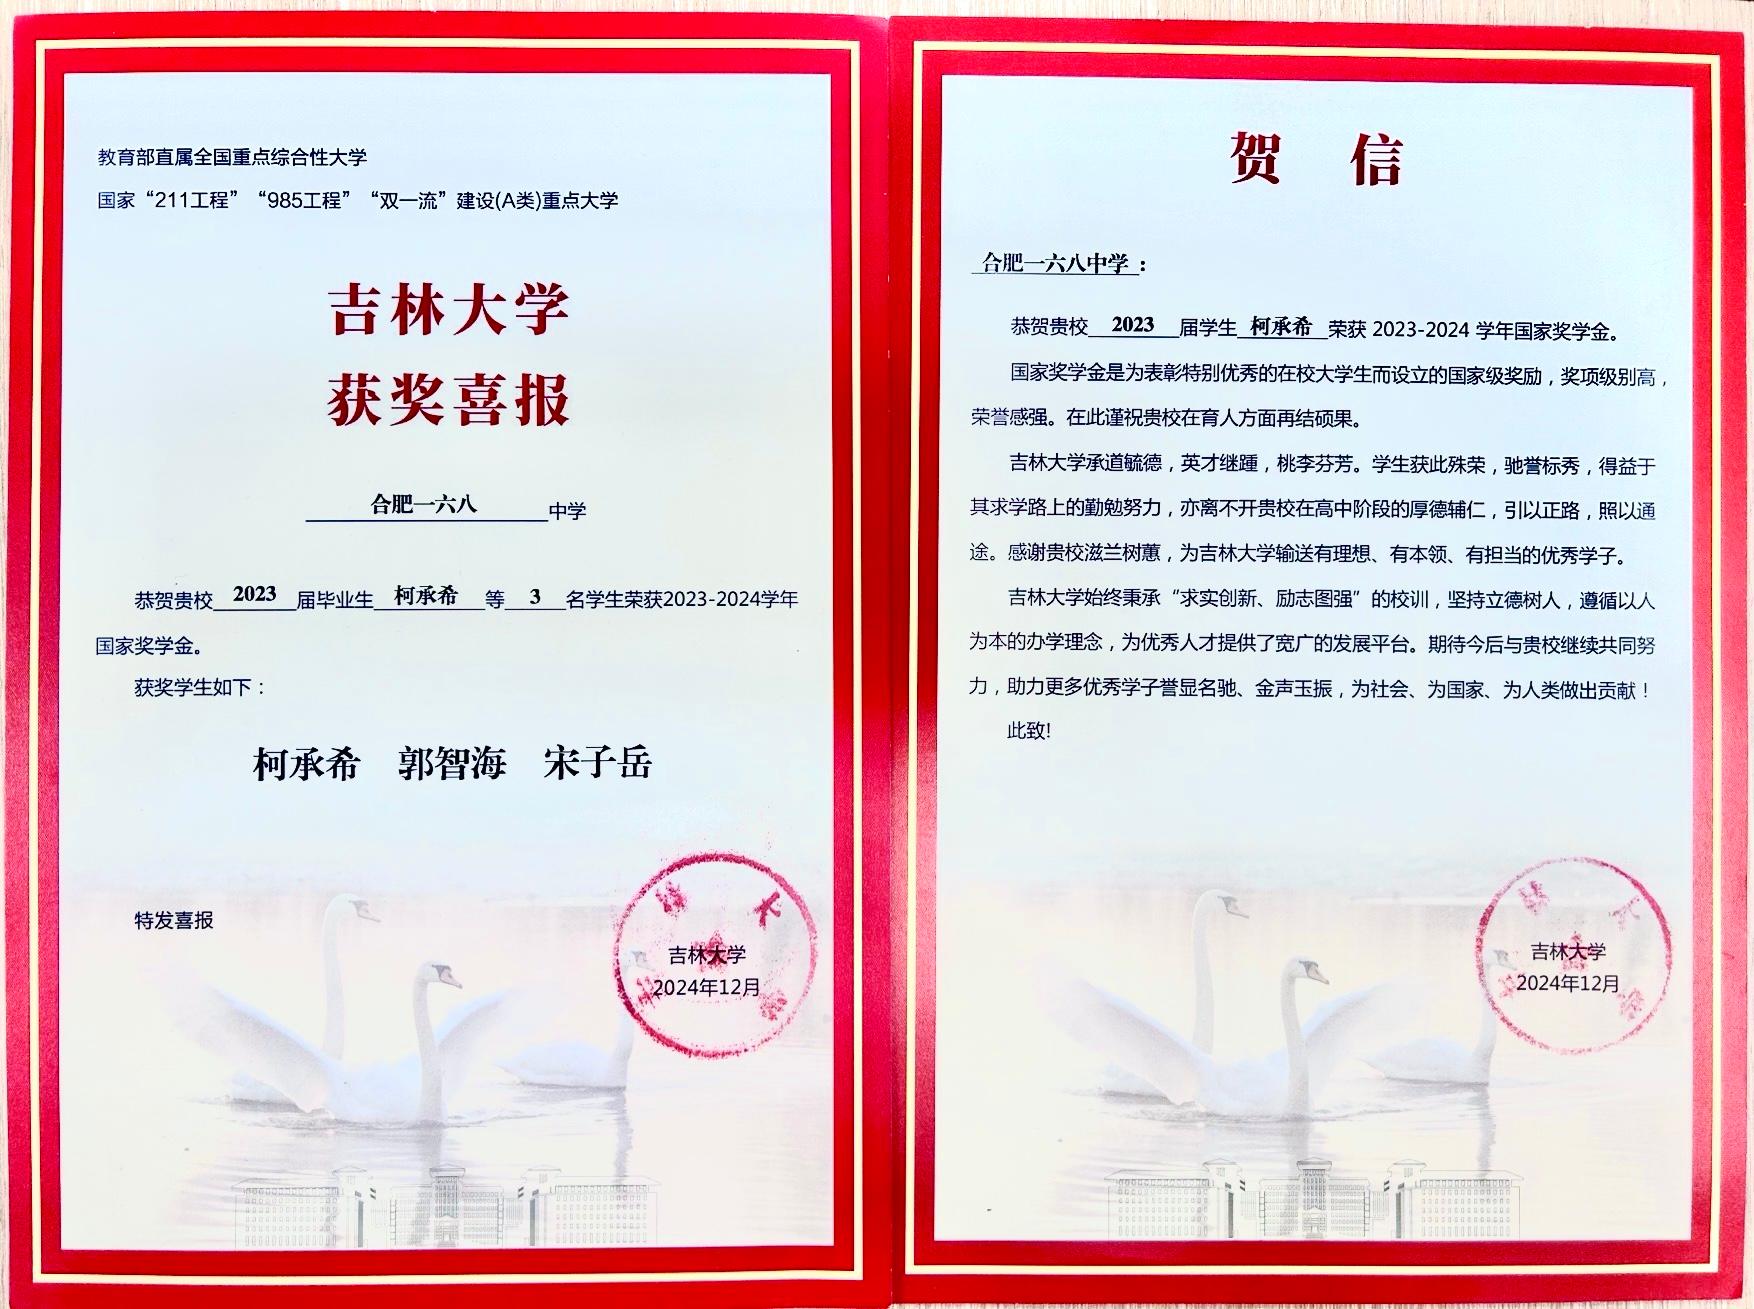 教育部直属全国重点综合性大学
国家“211工程”“985工程”“双一流”建设(A类)重点大学
吉林大学
获奖喜报
合肥一六八中学
恭贺贵校2023届毕业生柯承希等3名学生荣获2023-2024学年
国家奖学金。
获奖学生如下：
柯承希 郭智海 宋子岳
特发喜报
吉林大学
2024年12月
贺信
合肥一六八中学：
恭贺贵校2023届学生柯承希荣获 2023-2024 学年国家奖学金。
国家奖学金是为表彰特别优秀的在校大学生而设立的国家级奖励，奖项级别高，
荣誉感强。在此谨祝贵校在育人方面再结硕果。
吉林大学承道毓德，英才继踵，桃李芬芳。学生获此殊荣，驰誉标秀，得益于
其求学路上的勤勉努力，亦离不开贵校在高中阶段的厚德辅仁，引以正路，照以通
途。感谢贵校滋兰树蕙，为吉林大学输送有理想、有本领、有担当的优秀学子。
吉林大学始终秉承“求实创新、励志图强”的校训，坚持立德树人，遵循以人
为本的办学理念，为优秀人才提供了宽广的发展平台。期待今后与贵校继续共同努
力，助力更多优秀学子誉显名驰、金声玉振，为社会、为国家、为人类做出贡献！
此致!
吉林大学
2024年12月